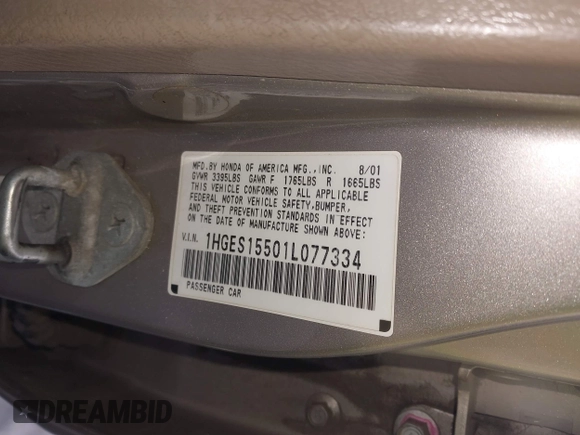 MFD.BY HONDA OF AMERICA MFG.,INC. 8/01
GVWR 3395LBS GAWR F 1765LBS R 1665LBS
THIS VEHICLE CONFORMS TO ALL APPLICABLE
FEDERAL MOTOR VEHICLE SAFETY,BUMPER,
AND THEFT PREVENTION STANDARDS IN EFFECT
ON THE DATE OF MANUFACTURE SHOWN ABOVE:
V.I.N. 1HGES15501L077334
PASSENGER CAR
DREAMBID